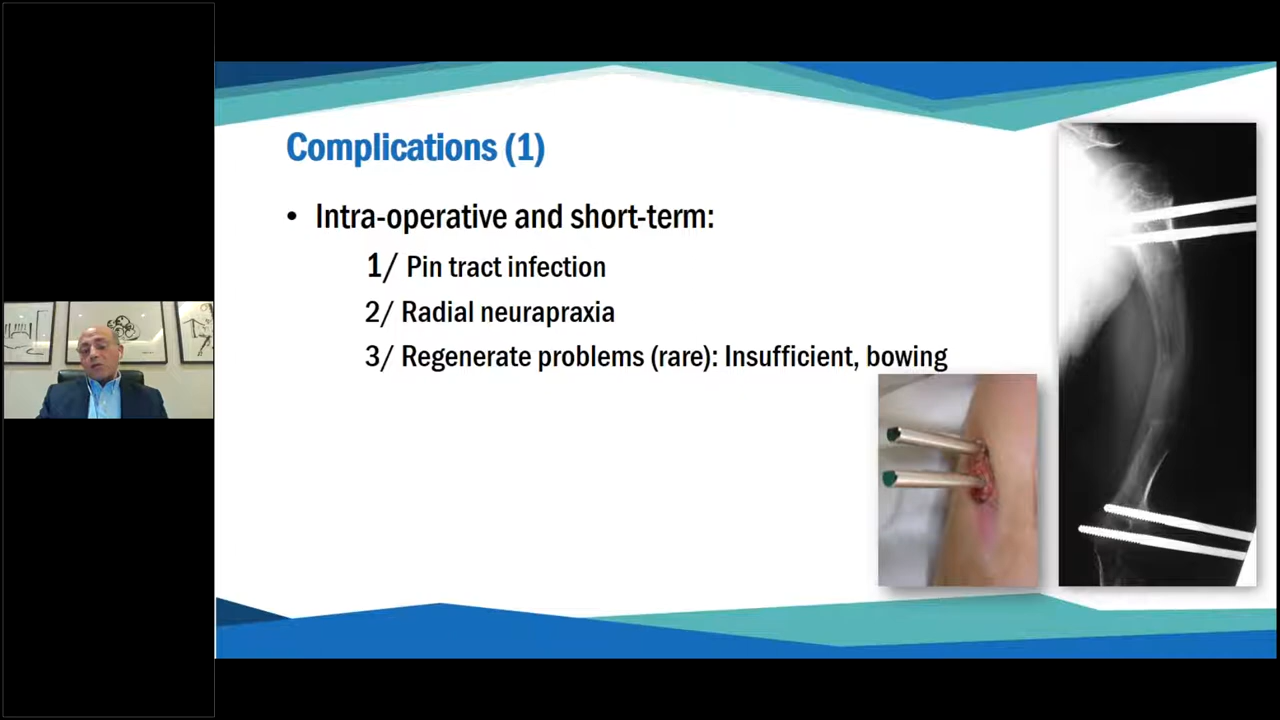 Complications (1)
• Intra-operative and short-term:
1/ Pin tract infection
2/ Radial neurapraxia
3/ Regenerate problems (rare): Insufficient, bowing